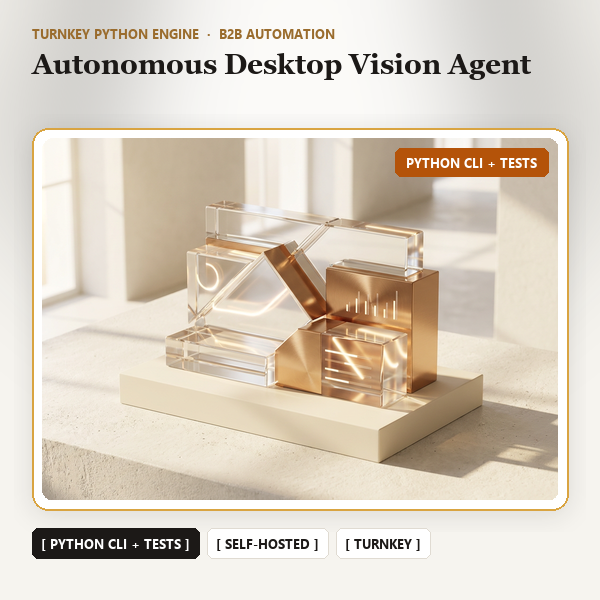 TURNKEY PYTHON ENGINE · B2B AUTOMATION
Autonomous Desktop Vision Agent
PYTHON CLI + TESTS
[ PYTHON CLI + TESTS ] [ SELF-HOSTED ] [ TURNKEY ]